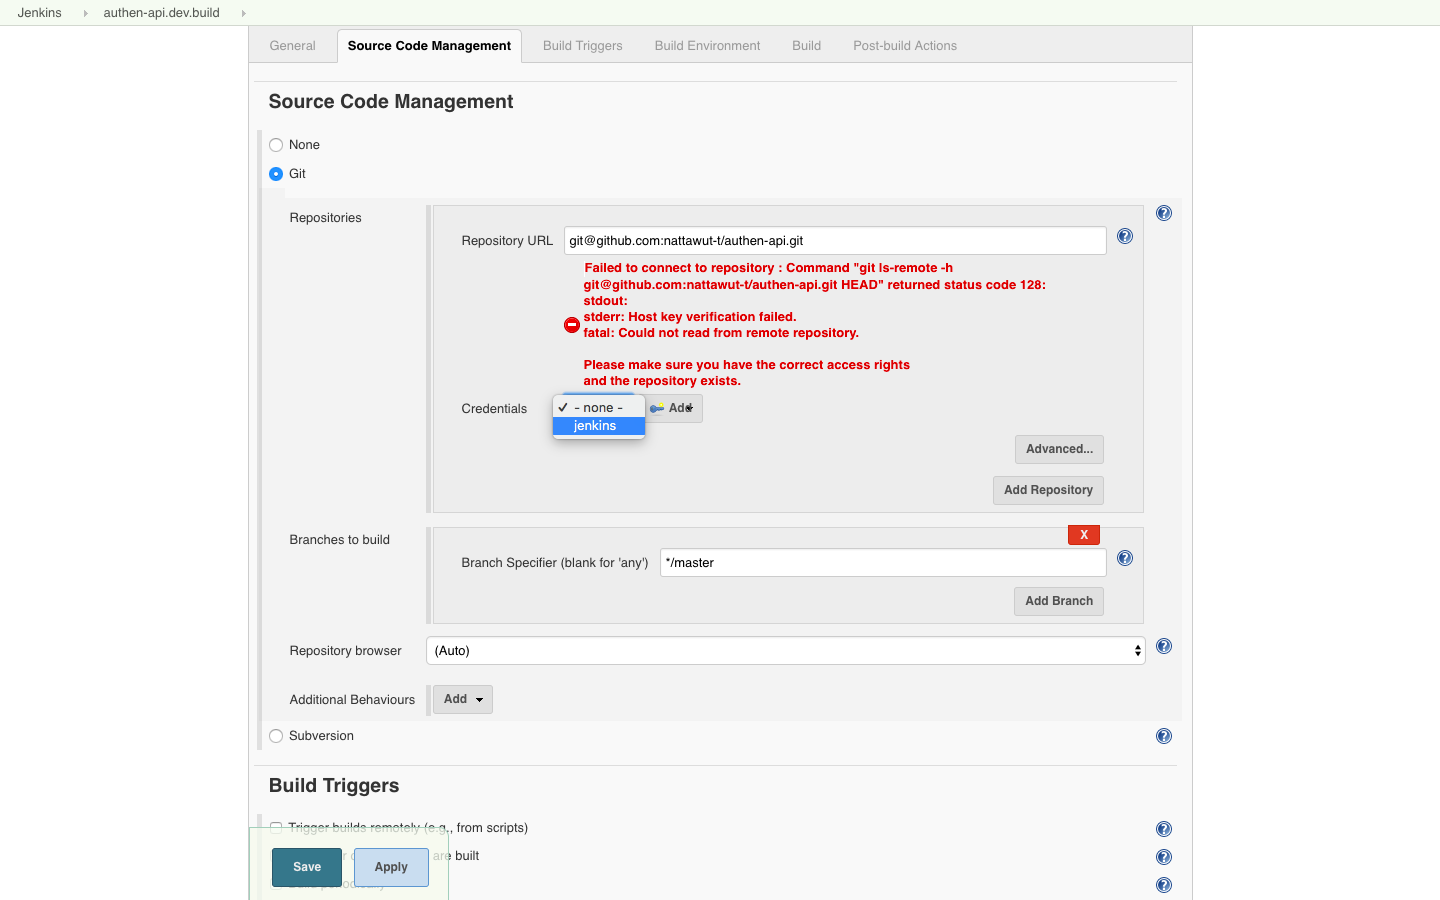 Jenkins
authen-api.dev.build
General
Source Code Management
Build Triggers
Build Environment
Build
Post-build Actions
Source Code Management
None
Git
Repositories
Repository URL
git@github.com:nattawut-t/authen-api.git
Failed to connect to repository : Command "git ls-remote -h
git@github.com:nattawut-t/authen-api.git HEAD" returned status code 128:
stdout:
stderr: Host key verification failed.
fatal: Could not read from remote repository.
Please make sure you have the correct access rights
and the repository exists.
Credentials
✓ - none -
Add
jenkins
Advanced...
Add Repository
Branches to build
X
Branch Specifier (blank for 'any')
*/master
Add Branch
Repository browser
(Auto)
Additional Behaviours
Add
Subversion
Build Triggers
Trigger builds remotely (e.g., from scripts)
are built
Save
Apply